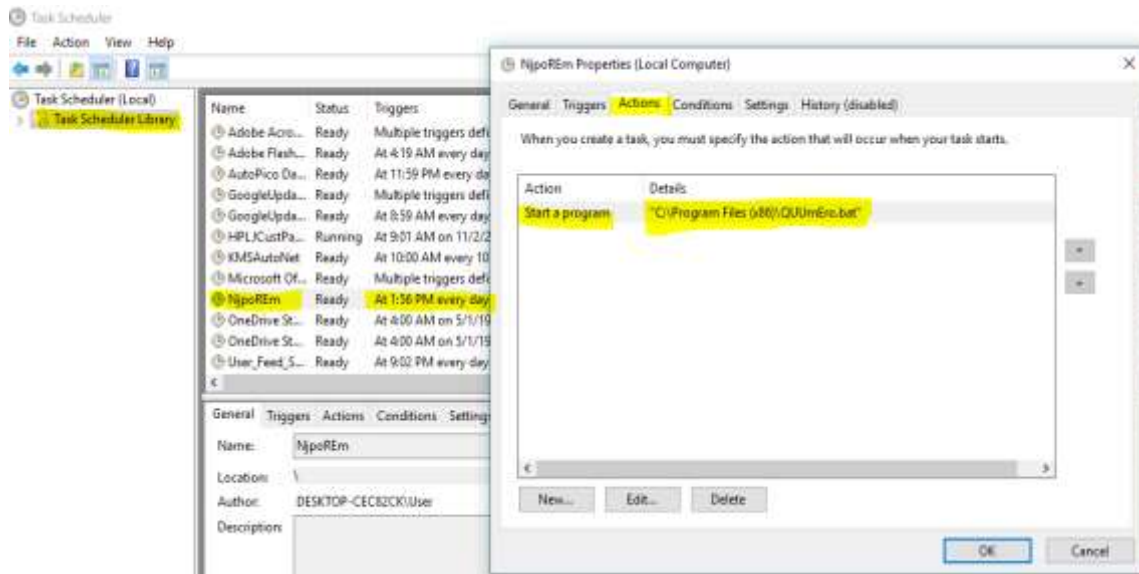 Task Scheduler
File Action View Help
Task Scheduler (Local)
Task Scheduler Library
Name Status Triggers
Adobe Acro... Ready Multiple triggers defi
Adobe Flash... Ready At 4:19 AM every day
AutoPico Da... Ready At 11:59 PM every da
GoogleUpda... Ready Multiple triggers defi
GoogleUpda... Ready At 8:59 AM every day
HPLJCustPa... Running At 9:01 AM on 11/2/2
KMSAutoNet Ready At 10:00 AM every 10
Microsoft Of... Ready Multiple triggers defi
NjpoREm Ready At 1:56 PM every day
OneDrive St... Ready At 4:00 AM on 5/1/19
OneDrive St... Ready At 4:00 AM on 5/1/19
User_Feed_S... Ready At 9:02 PM every day
General Triggers Actions Conditions Setting
Name: NjpoREm
Location: \
Author: DESKTOP-CEC82CK\User
Description:
NjpoREm Properties (Local Computer)
General Triggers Actions Conditions Settings History (disabled)
When you create a task, you must specify the action that will occur when your task starts.
Action Details
Start a program "C:\Program Files (x86)\QUUmEro.bat"
New... Edit... Delete
OK Cancel